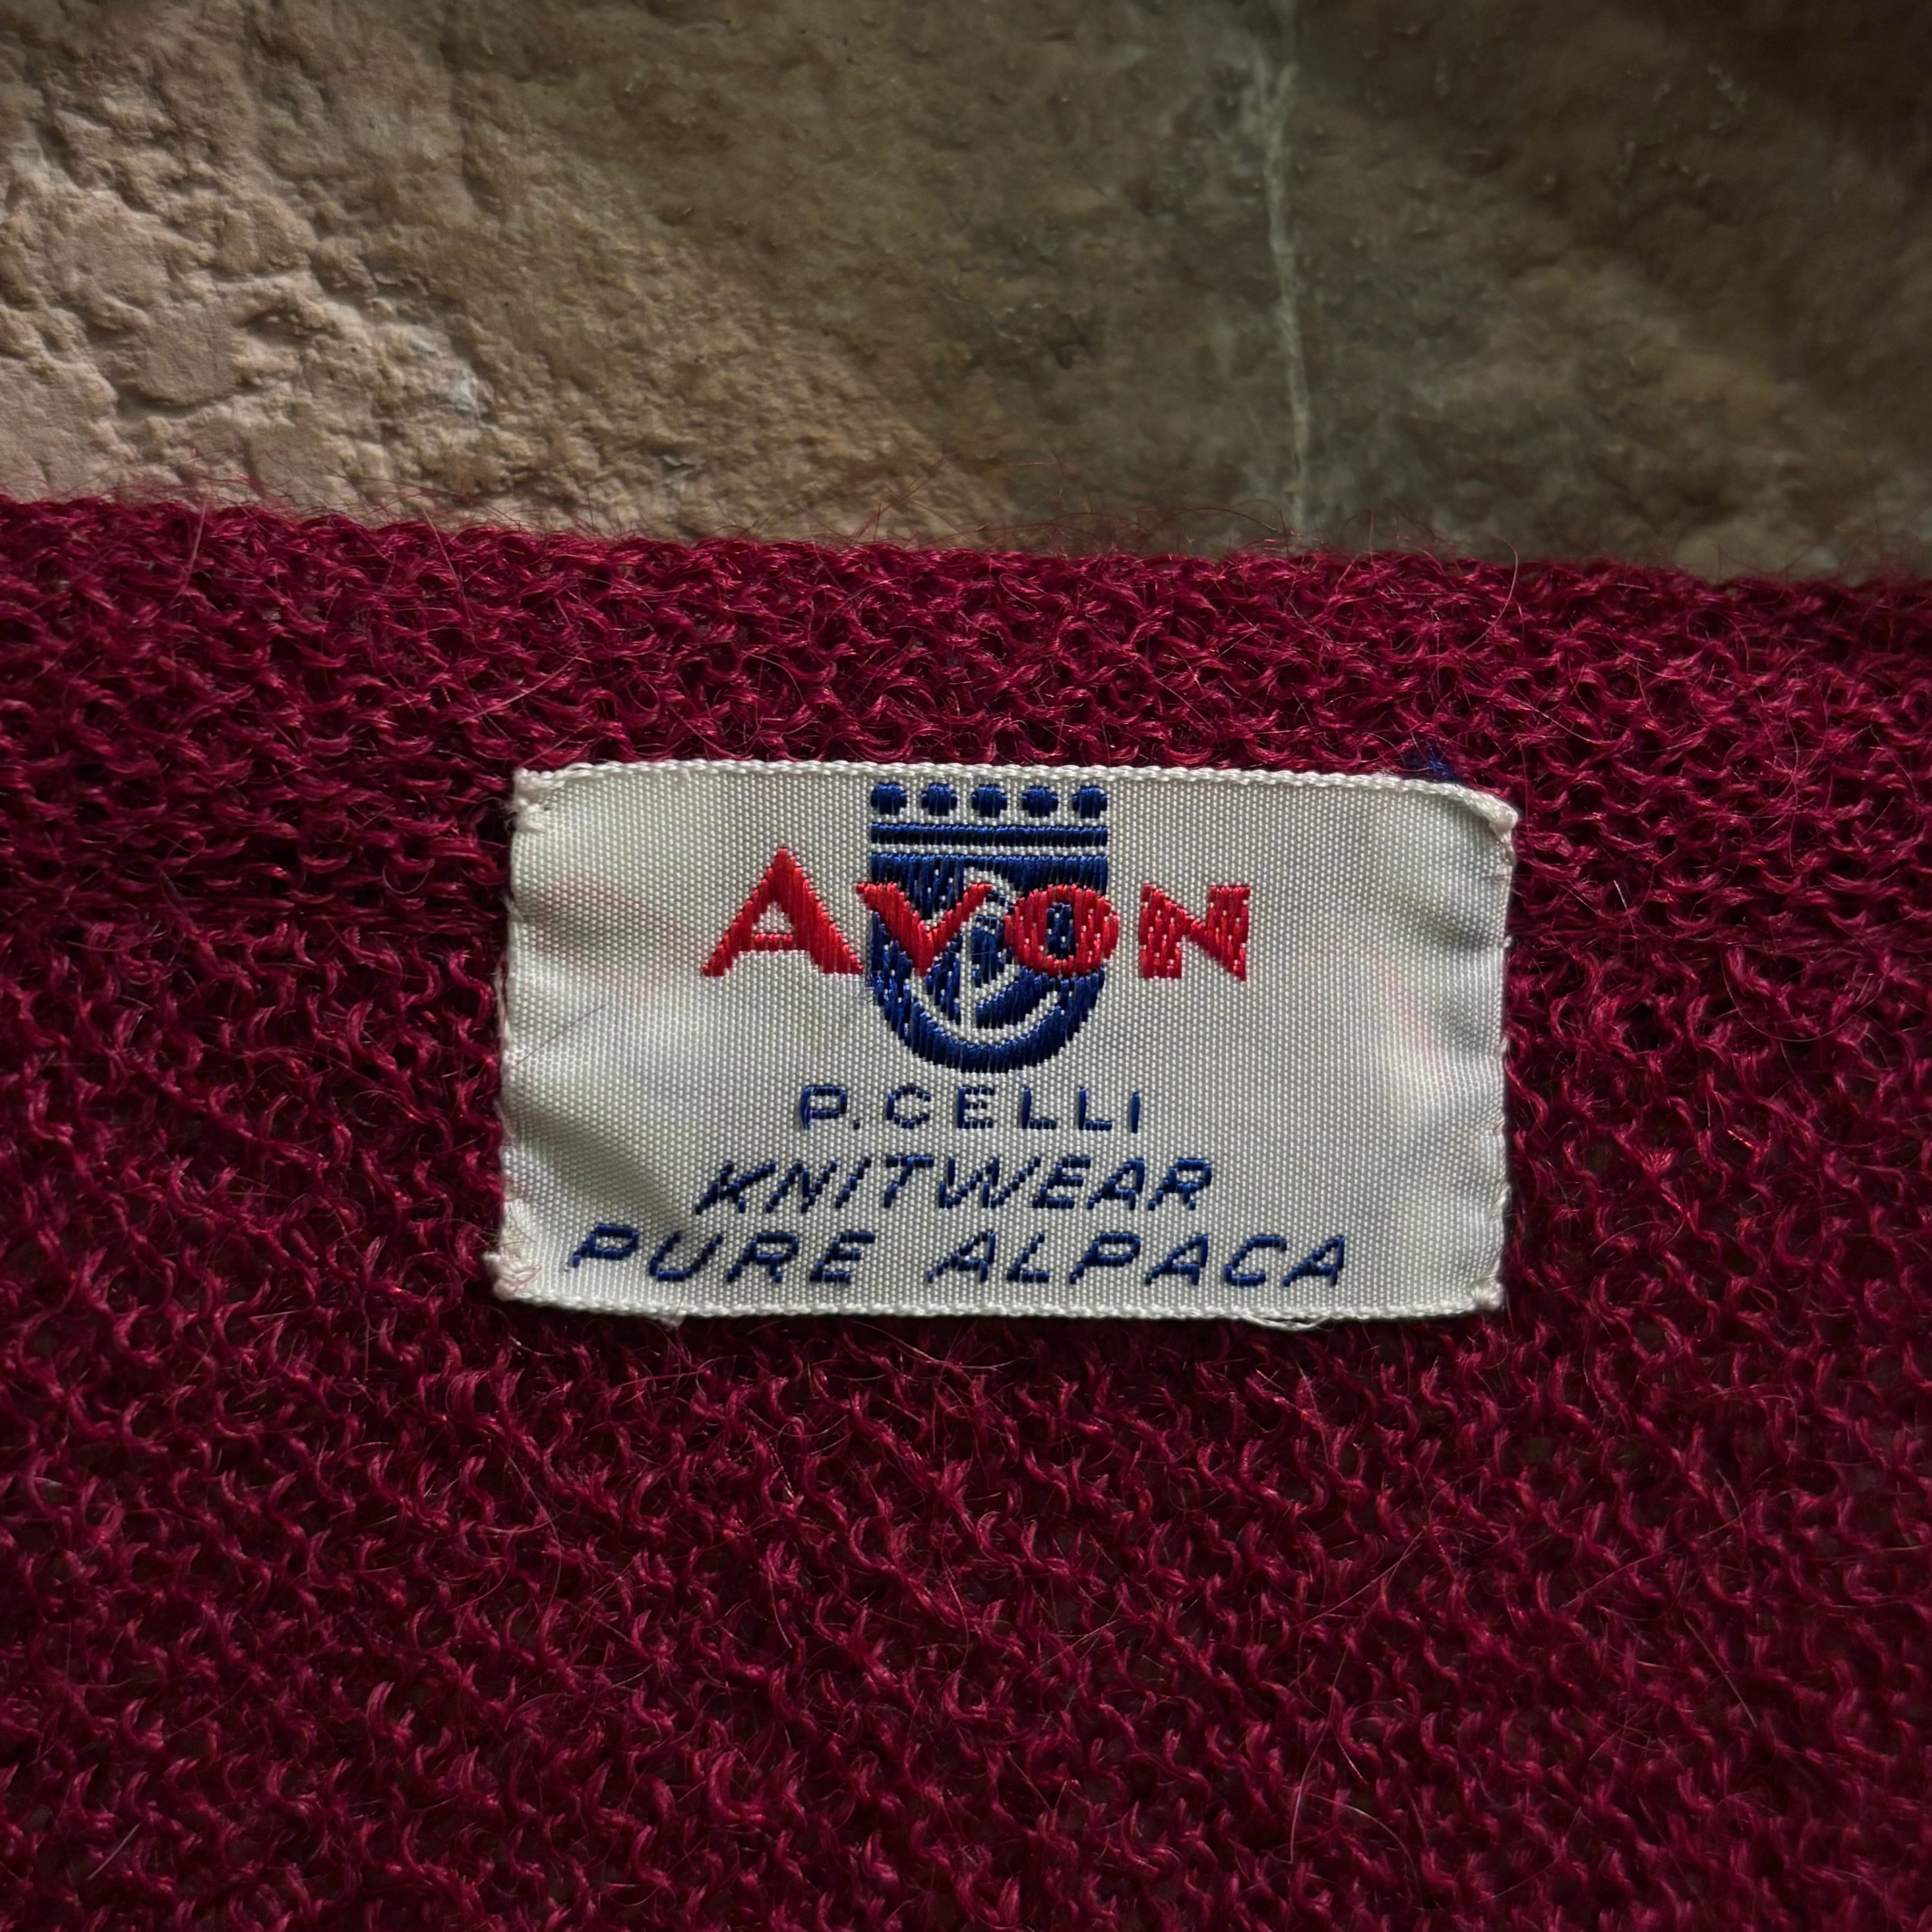 AVON
P. CELLI
KNITWEAR
PURE ALPACA